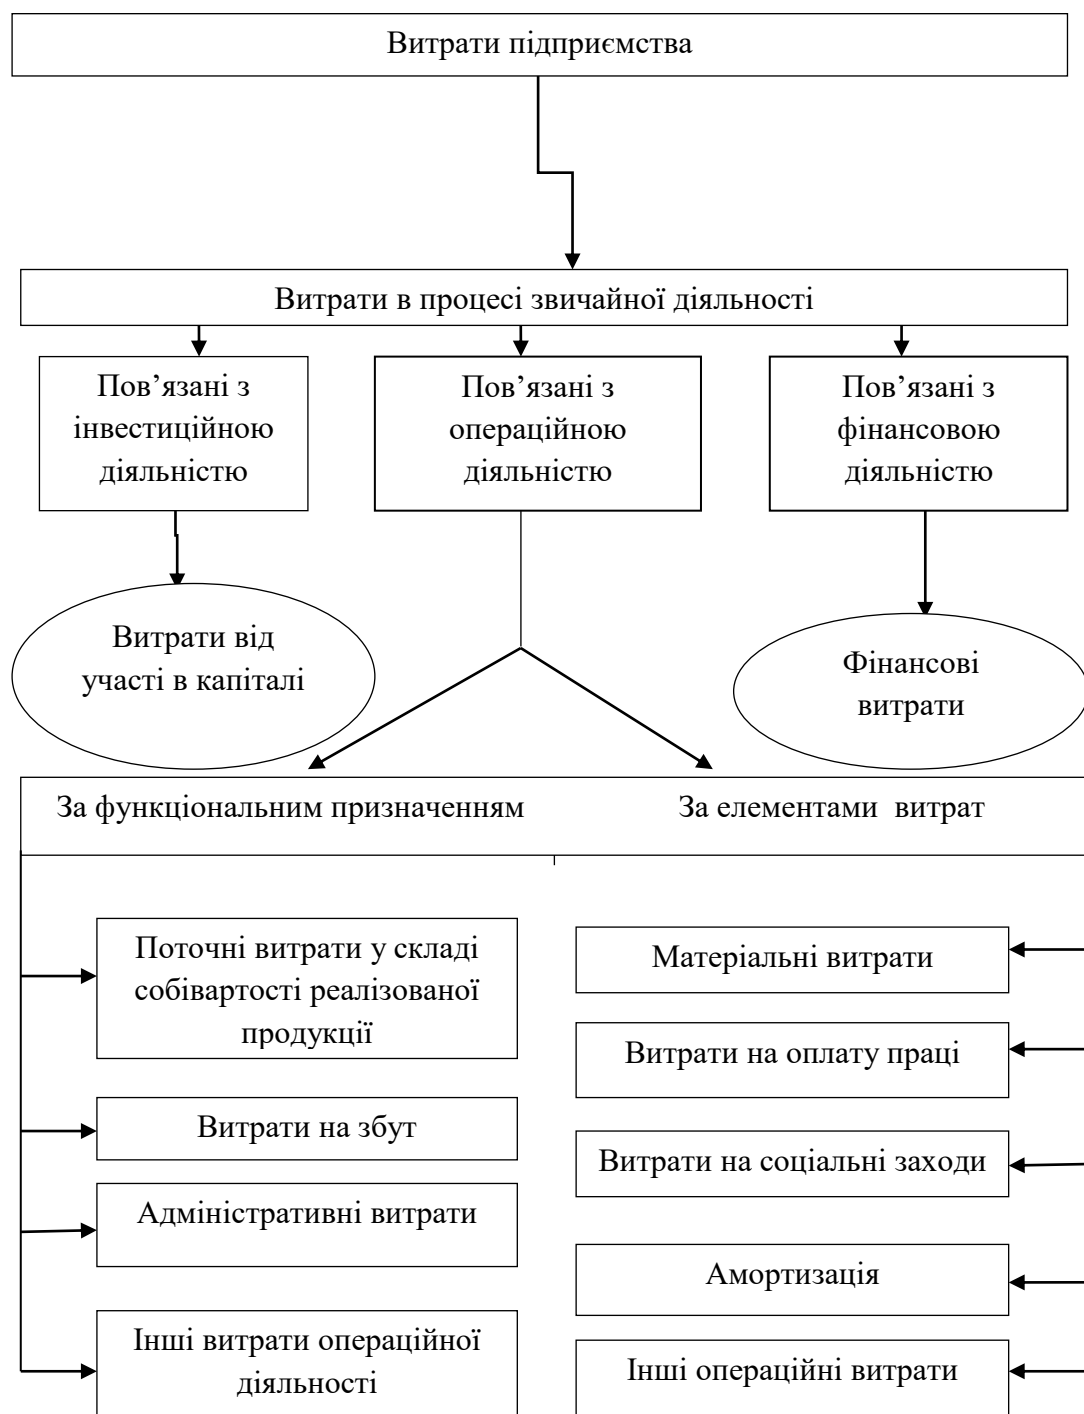 Витрати підприємства
Витрати в процесі звичайної діяльності
Пов’язані з
інвестиційною
діяльністю
Пов’язані з
операційною
діяльністю
Пов’язані з
фінансовою
діяльністю
Витрати від
участі в капіталі
Фінансові
витрати
За функціональним призначенням
За елементами витрат
Поточні витрати у складі
собівартості реалізованої
продукції
Витрати на збут
Адміністративні витрати
Інші витрати операційної
діяльності
Матеріальні витрати
Витрати на оплату праці
Витрати на соціальні заходи
Амортизація
Інші операційні витрати